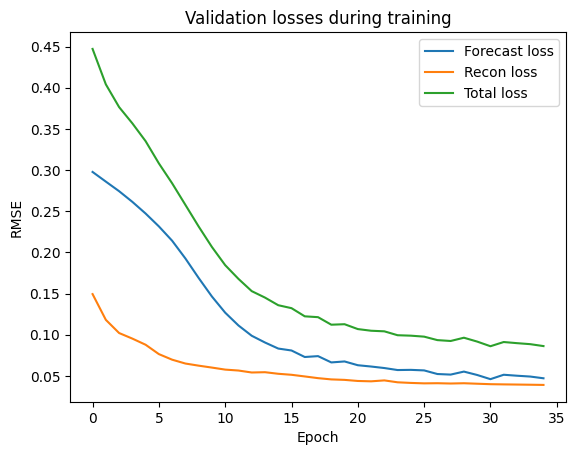 Validation losses during training
Forecast loss
Recon loss
Total loss
RMSE
0.45
0.40
0.35
0.30
0.25
0.20
0.15
0.10
0.05
0 5 10 15 20 25 30 35
Epoch